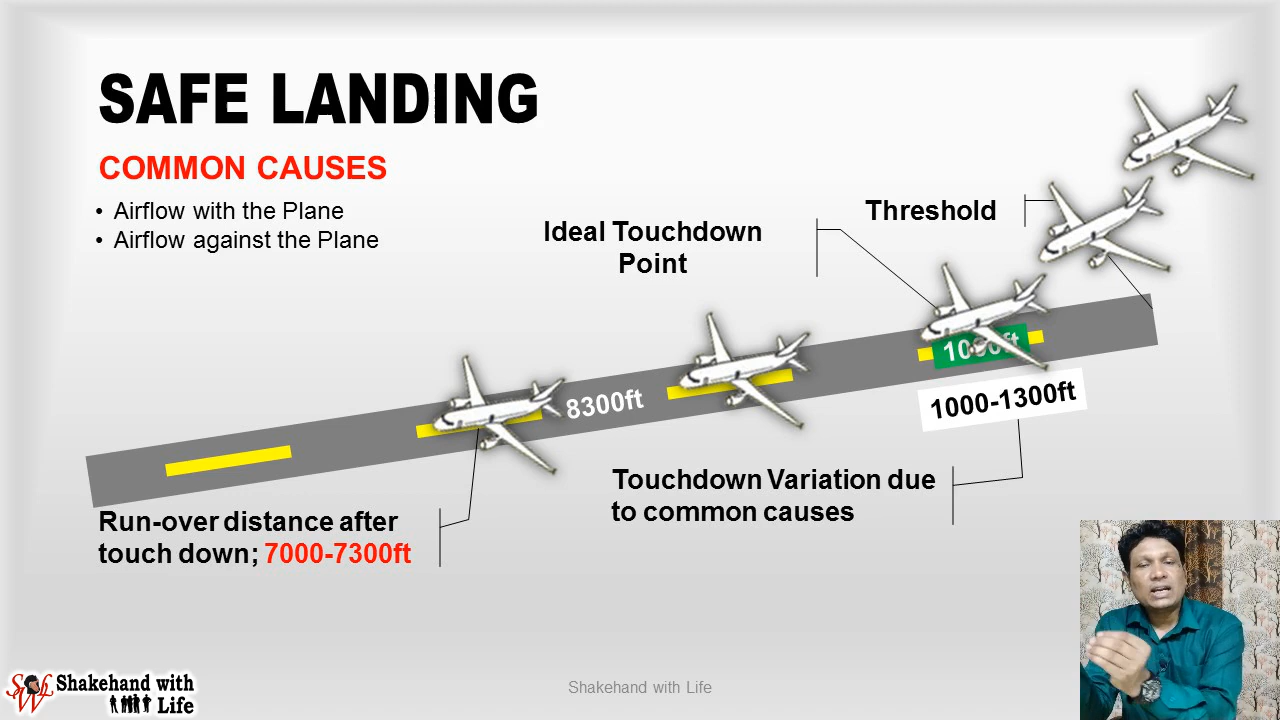 SAFE LANDING
COMMON CAUSES
• Airflow with the Plane
• Airflow against the Plane
Threshold
Ideal Touchdown
Point
1000ft
8300ft
1000-1300ft
Touchdown Variation due
to common causes
Run-over distance after
touch down; 7000-7300ft
SWL
Shakehand with
Life
Shakehand with Life